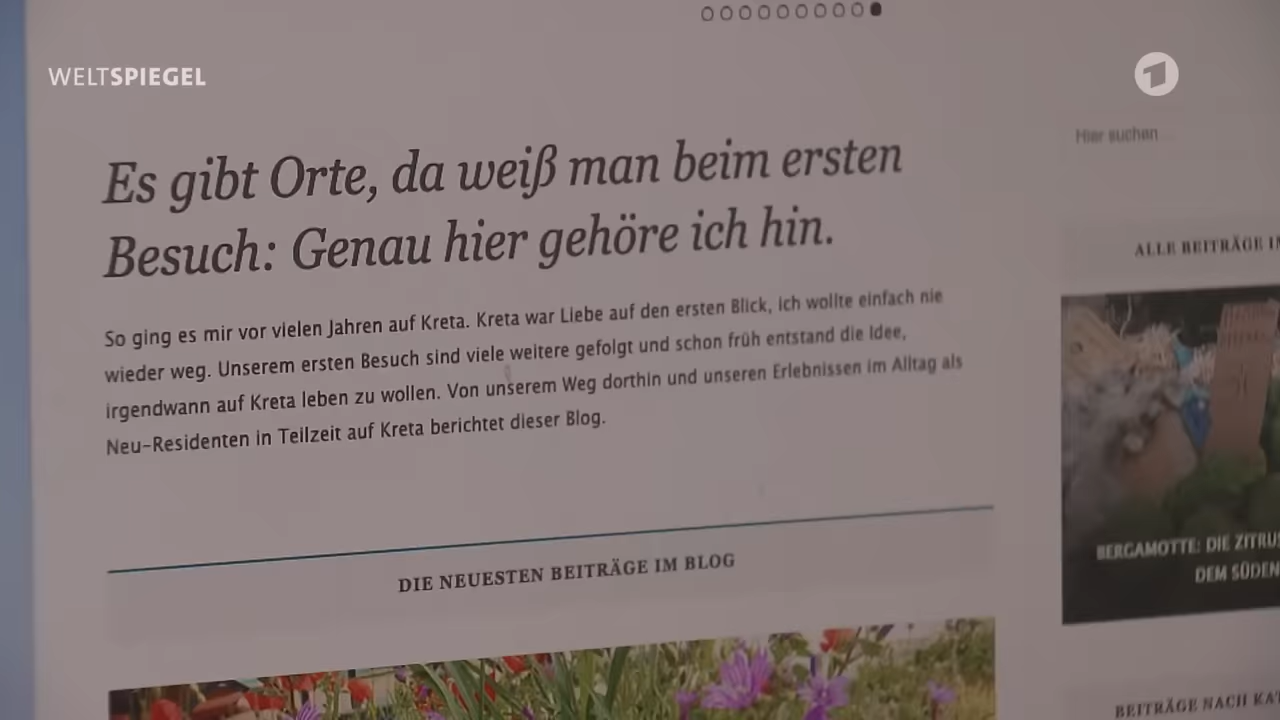 WELTSPIEGEL
Hier suchen
Es gibt Orte, da weiß man beim ersten
Besuch: Genau hier gehöre ich hin.
So ging es mir vor vielen Jahren auf Kreta. Kreta war Liebe auf den ersten Blick, ich wollte einfach nie
wieder weg. Unserem ersten Besuch sind viele weitere gefolgt und schon früh entstand die Idee,
irgendwann auf Kreta leben zu wollen. Von unserem Weg dorthin und unseren Erlebnissen im Alltag als
Neu-Residenten in Teilzeit auf Kreta berichtet dieser Blog.
DIE NEUESTEN BEITRÄGE IM BLOG
ALLE BEITRÄGE
BERGAMOTTE: DIE ZITRUS
DEM SÜDEN
BEITRÄGE NACH